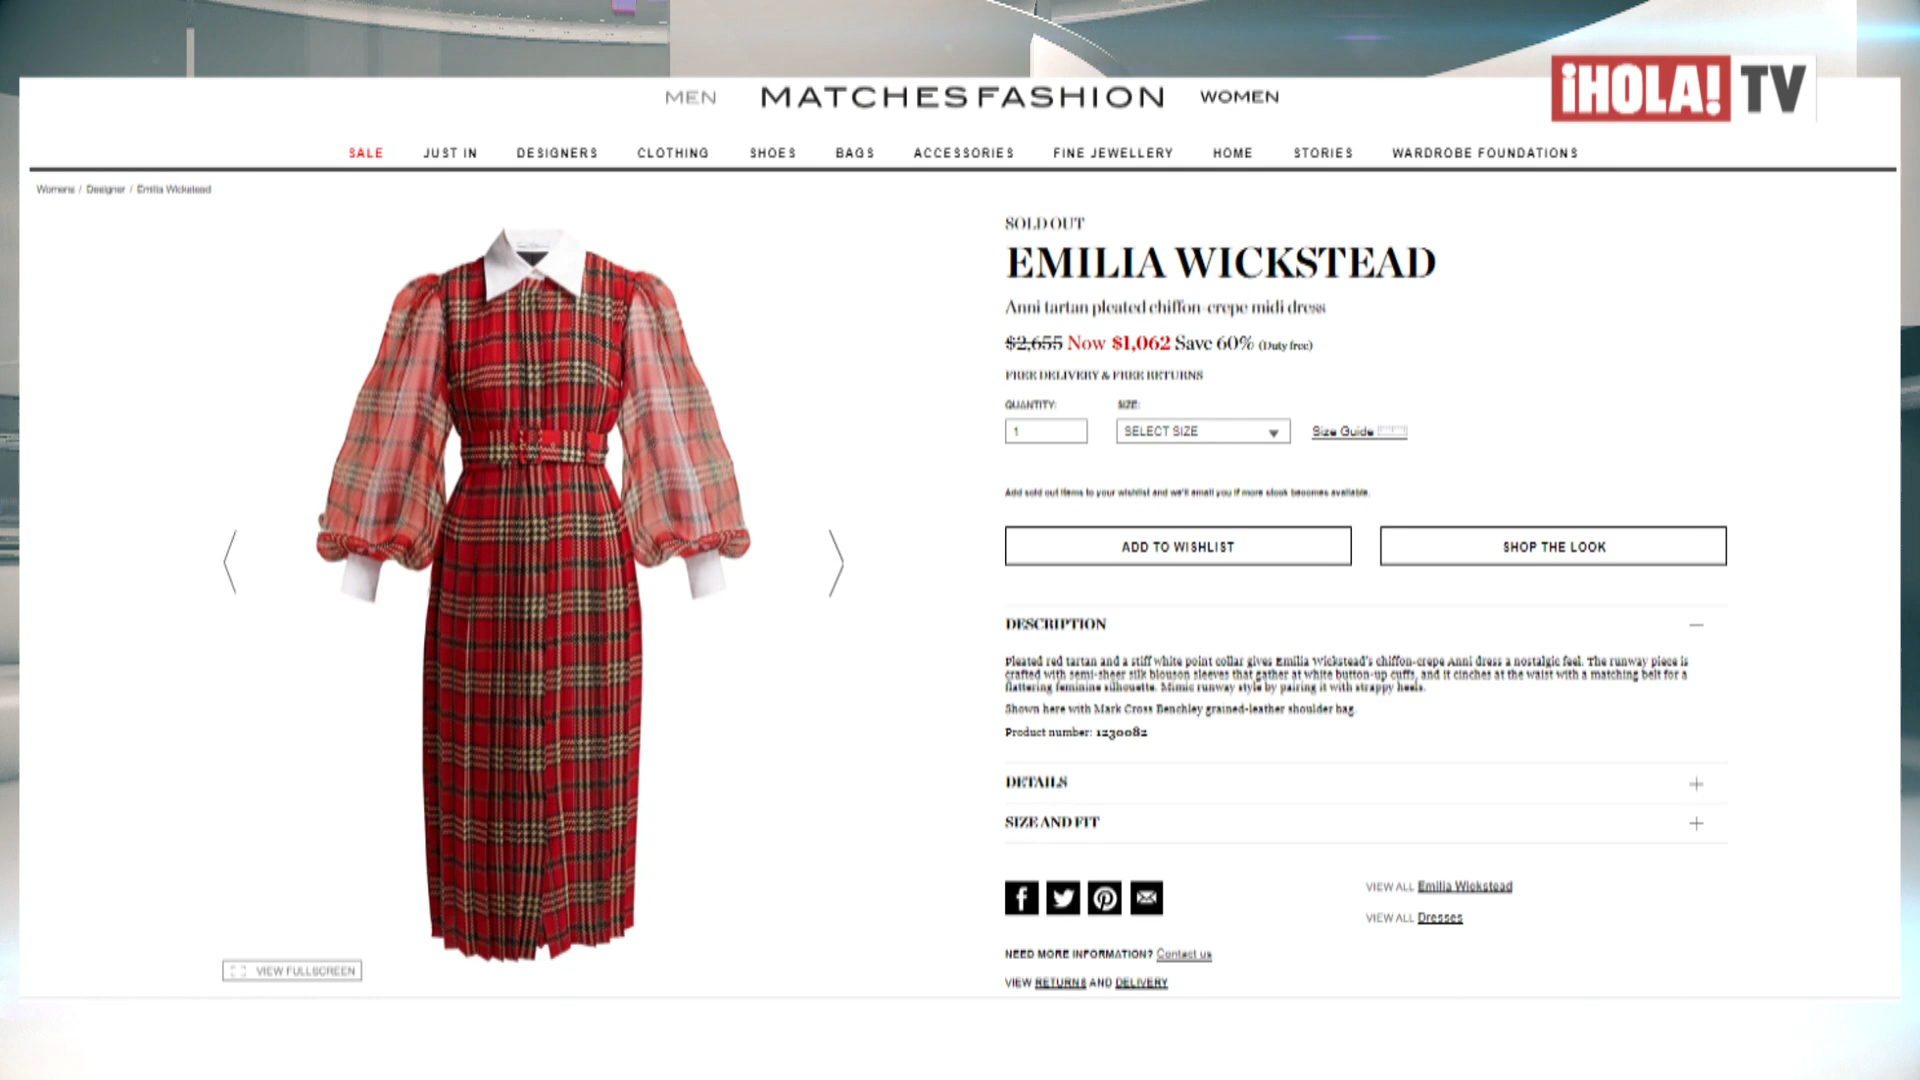 ¡HOLA! TV
MEN MATCHESFASHION WOMEN
SALE JUST IN DESIGNERS CLOTHING SHOES BAGS ACCESSORIES FINE JEWELLERY HOME STORIES WARDROBE FOUNDATIONS
Womens / Designer / Emilia Wickstead
SOLD OUT
EMILIA WICKSTEAD
Anni tartan pleated chiffon-crepe midi dress
$2,655 Now $1,062 Save 60% (Duty free)
FREE DELIVERY & FREE RETURNS
QUANTITY: SIZE:
1 SELECT SIZE Size Guide
Add sold out items to your wishlist and we'll email you if more stock becomes available.
ADD TO WISHLIST SHOP THE LOOK
DESCRIPTION
Pleated red tartan and a stiff white point collar gives Emilia Wickstead's chiffon-crepe Anni dress a nostalgic feel. The runway piece is
crafted with semi-sheer silk blouson sleeves that gather at white button-up cuffs, and it cinches at the waist with a matching belt for a
flattering feminine silhouette. Mimic runway style by pairing it with strappy heels.
Shown here with Mark Cross Benchley grained-leather shoulder bag.
Product number: 1230082
DETAILS
SIZE AND FIT
VIEW ALL Emilia Wickstead
VIEW ALL Dresses
NEED MORE INFORMATION? Contact us
VIEW RETURNS AND DELIVERY
VIEW FULLSCREEN